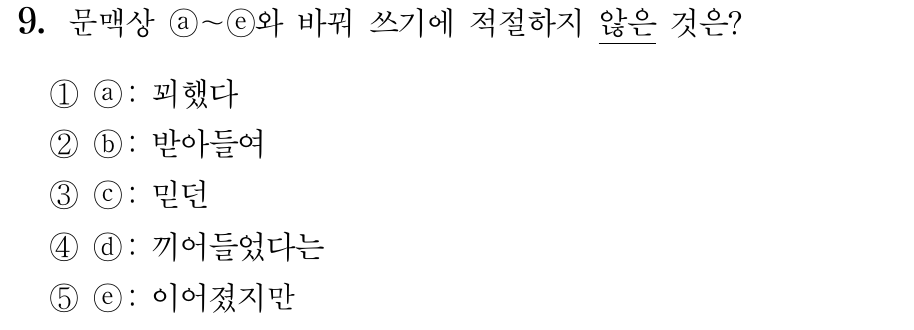 9. 문맥상 ⓐ~ⓔ와 바꿔 쓰기에 적절하지 않은 것은?
① ⓐ: 꾀했다
② ⓑ: 받아들여
③ ⓒ: 믿던
④ ⓓ: 끼어들었다는
⑤ ⓔ: 이어졌지만